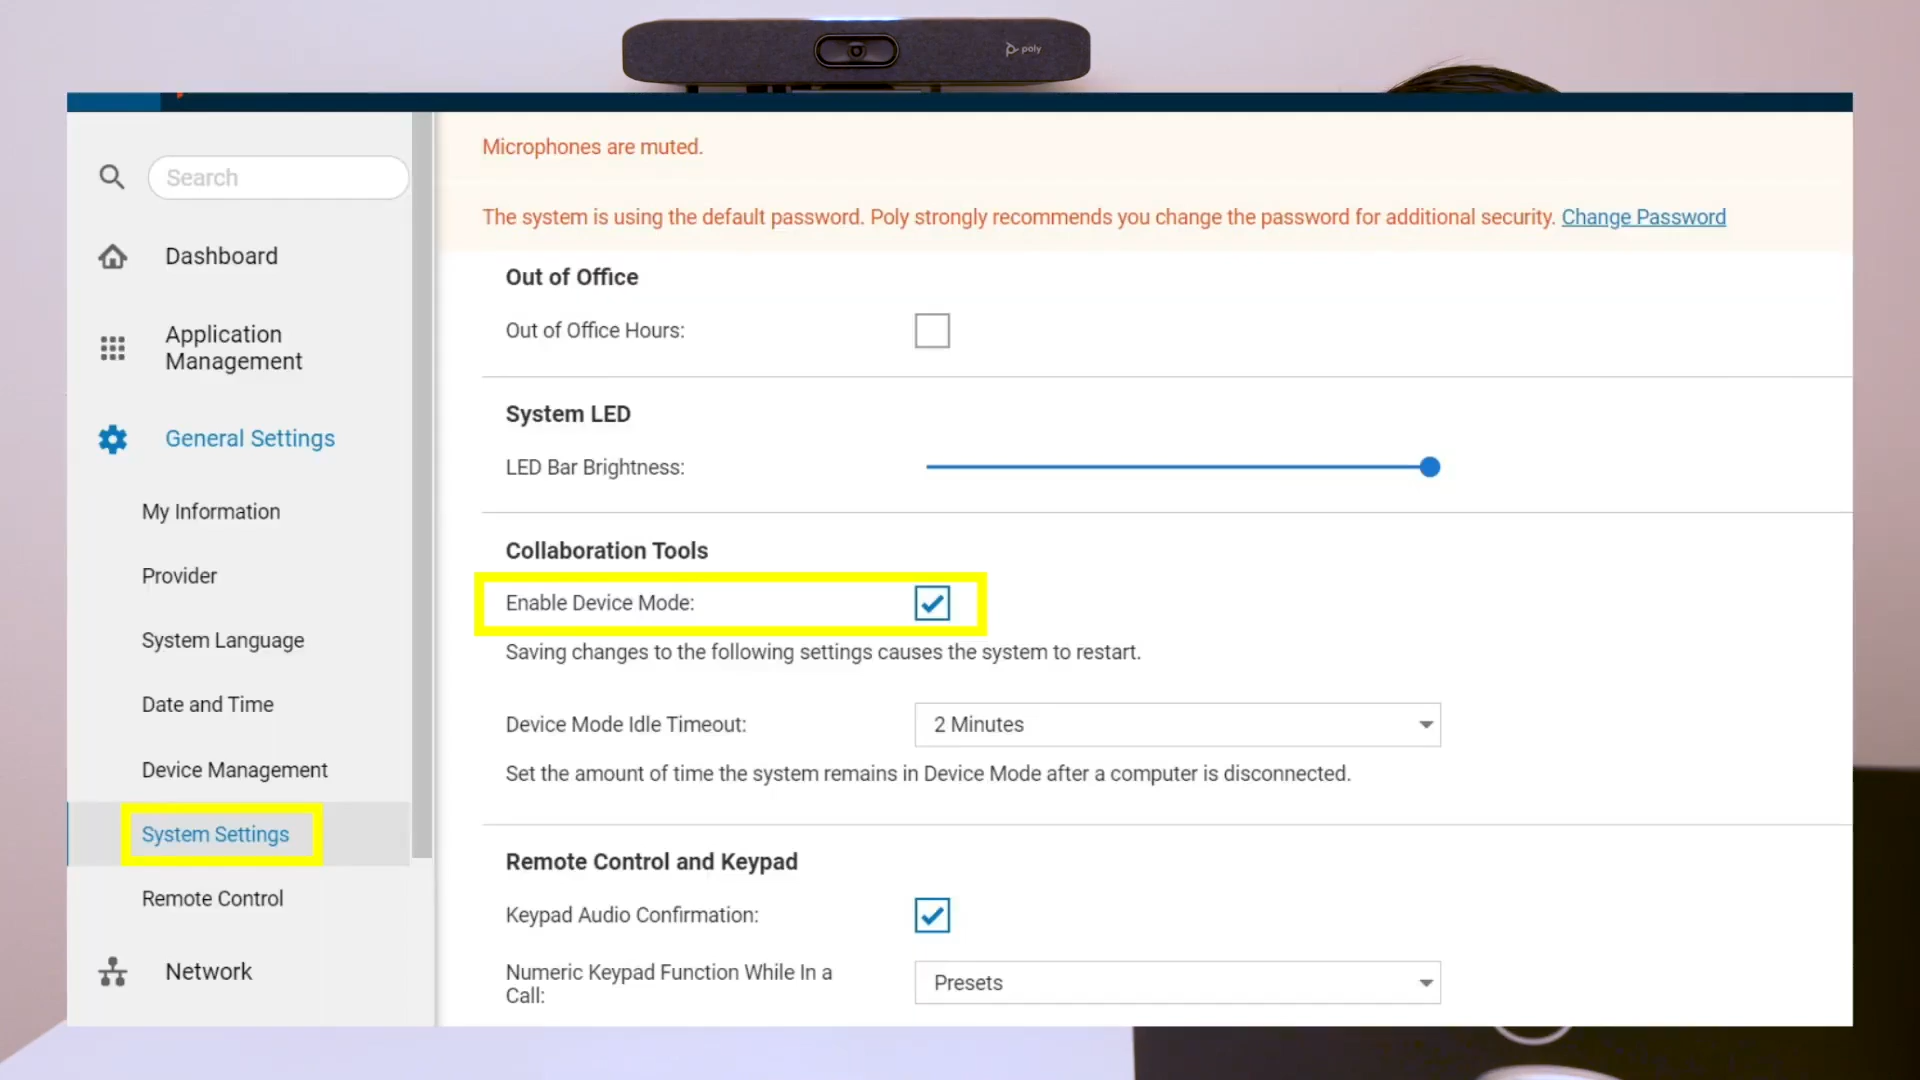 poly
Search
Dashboard
Application
Management
General Settings
My Information
Provider
System Language
Date and Time
Device Management
System Settings
Remote Control
Network
Microphones are muted.
The system is using the default password. Poly strongly recommends you change the password for additional security. Change Password
Out of Office
Out of Office Hours:
System LED
LED Bar Brightness:
Collaboration Tools
Enable Device Mode:
Saving changes to the following settings causes the system to restart.
Device Mode Idle Timeout: 2 Minutes
Set the amount of time the system remains in Device Mode after a computer is disconnected.
Remote Control and Keypad
Keypad Audio Confirmation:
Numeric Keypad Function While In a
Call:
Presets